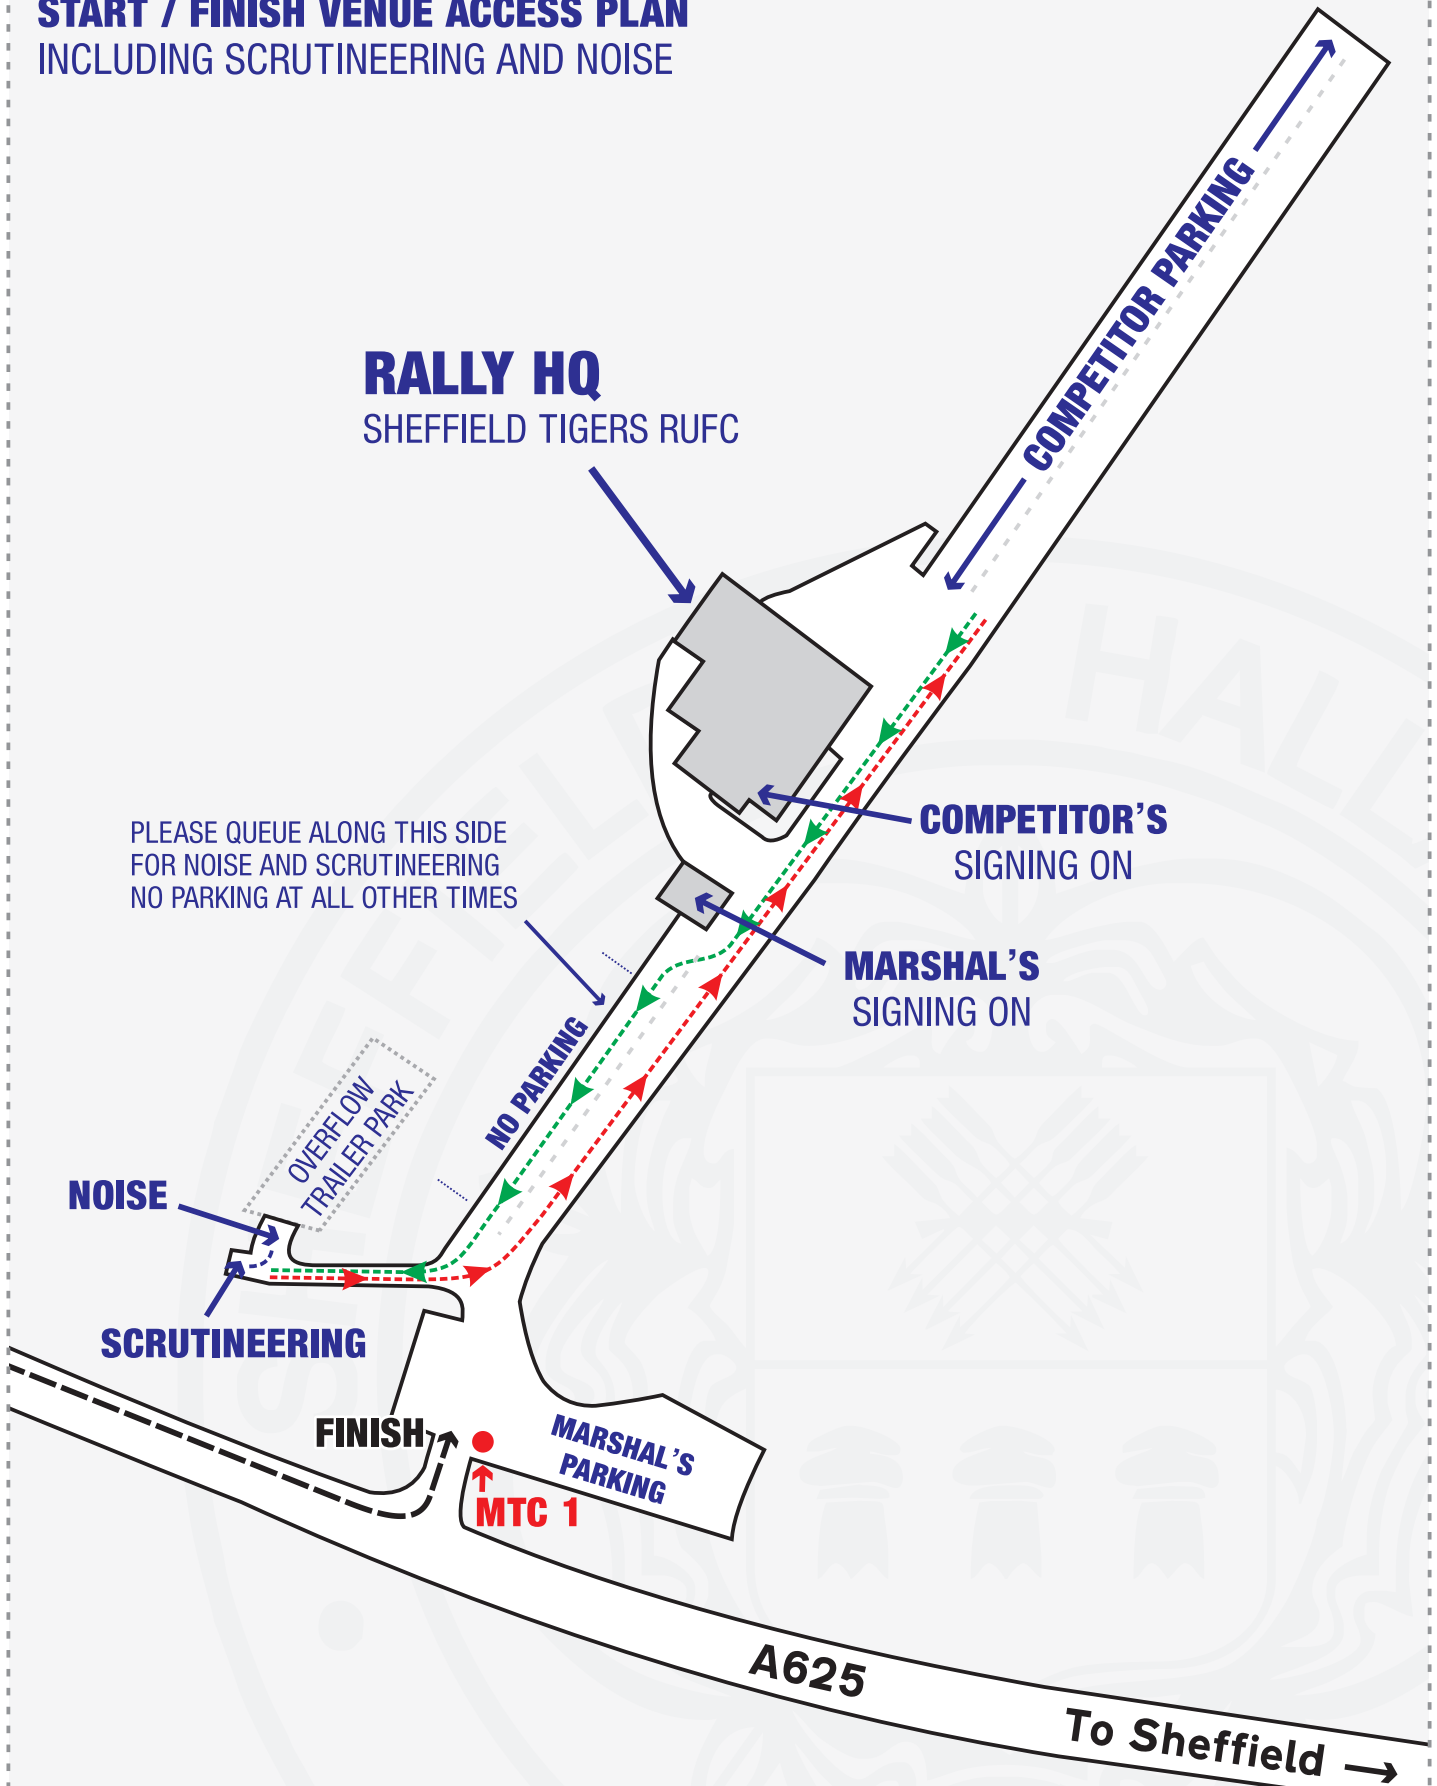 START / FINISH VENUE ACCESS PLAN
INCLUDING SCRUTINEERING AND NOISE
COMPETITOR PARKING
RALLY HQ
SHEFFIELD TIGERS RUFC
COMPETITOR'S
SIGNING ON
PLEASE QUEUE ALONG THIS SIDE
FOR NOISE AND SCRUTINEERING
NO PARKING AT ALL OTHER TIMES
MARSHAL'S
SIGNING ON
NO PARKING
OVERFLOW
TRAILER PARK
NOISE
SCRUTINEERING
FINISH
MARSHAL'S
PARKING
MTC 1
A625
To Sheffield
SHEFFIELD
HALL